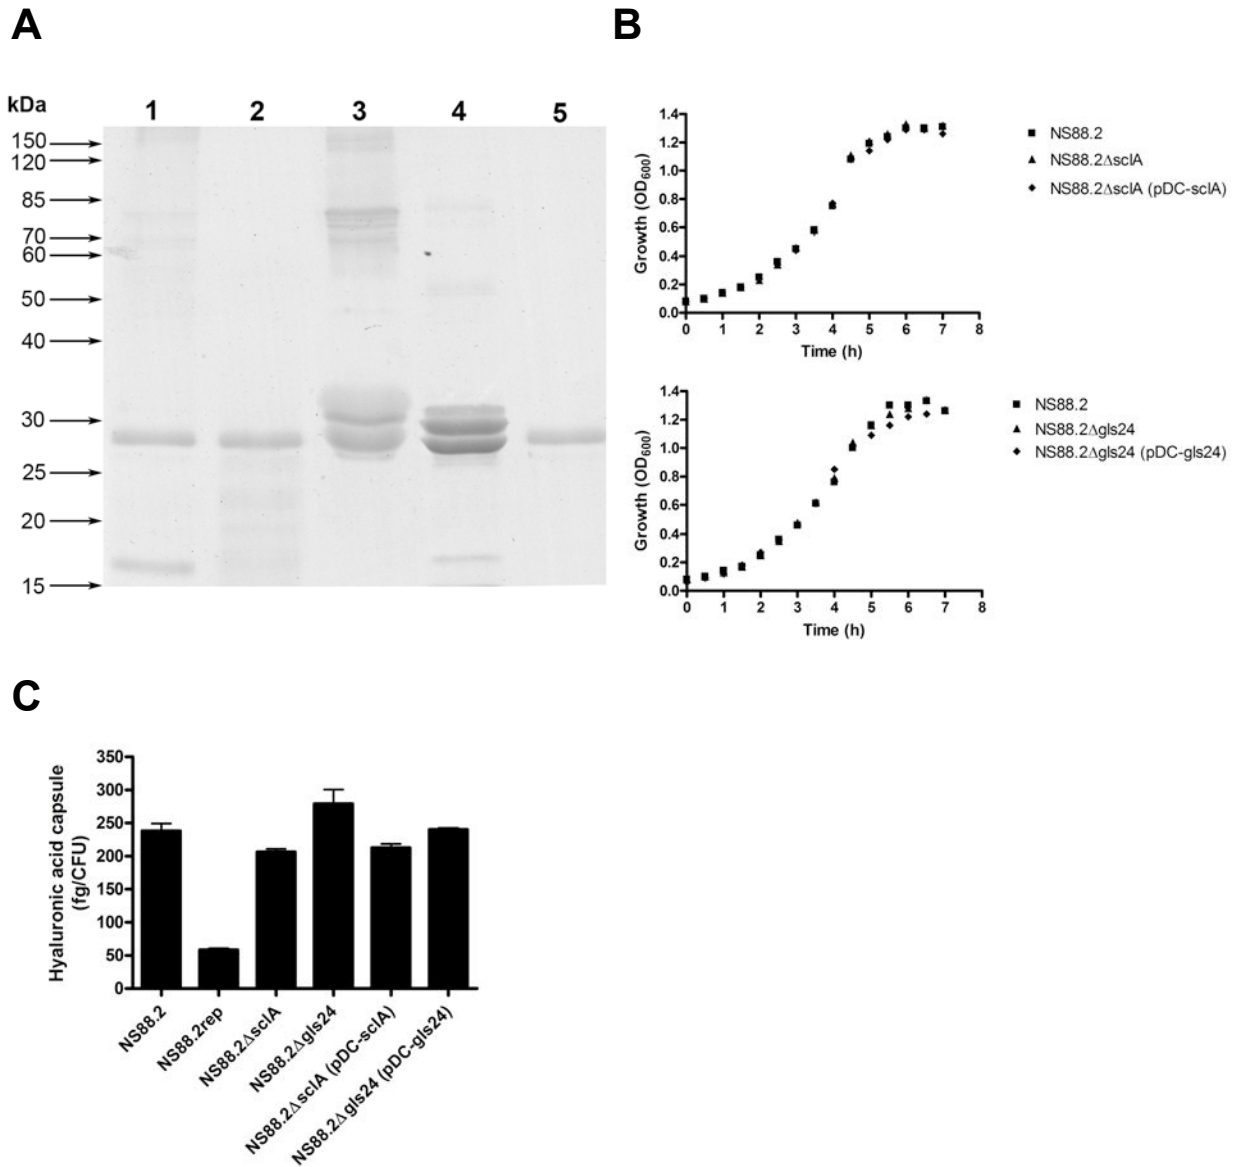 A
B
kDa
1 2 3 4 5
150
120
85
70
60
50
40
30
25
20
15
Growth (OD600)
1.4
1.2
1.0
0.8
0.6
0.4
0.2
0.0
0 1 2 3 4 5 6 7 8
Time (h)
NS88.2
NS88.2ΔsclA
NS88.2ΔsclA (pDC-sclA)
Growth (OD600)
1.4
1.2
1.0
0.8
0.6
0.4
0.2
0.0
0 1 2 3 4 5 6 7 8
Time (h)
NS88.2
NS88.2Δgls24
NS88.2Δgls24 (pDC-gls24)
C
Hyaluronic acid capsule
(fg/CFU)
350
300
250
200
150
100
50
0
NS88.2
NS88.2rep
NS88.2ΔsclA
NS88.2Δgls24
NS88.2ΔsclA (pDC-sclA)
NS88.2Δgls24 (pDC-gls24)